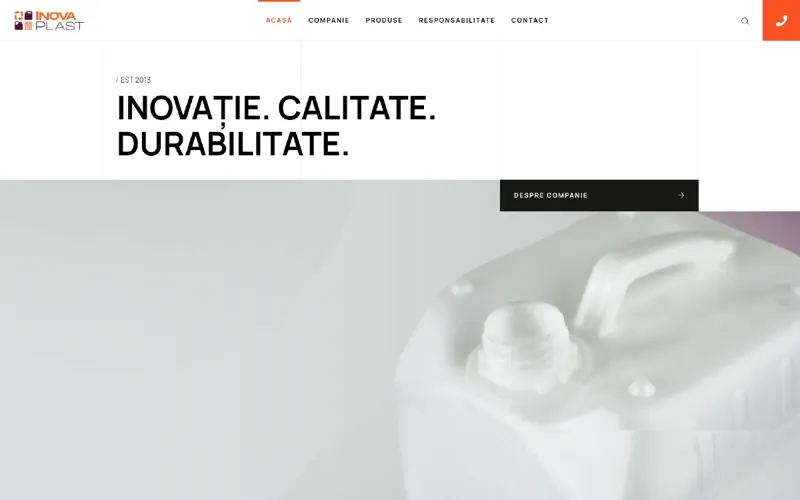 INOVA
PLAST
ACASĂ
COMPANIE
PRODUSE
RESPONSABILITATE
CONTACT
/ EST 2013
INOVAȚIE. CALITATE.
DURABILITATE.
DESPRE COMPANIE